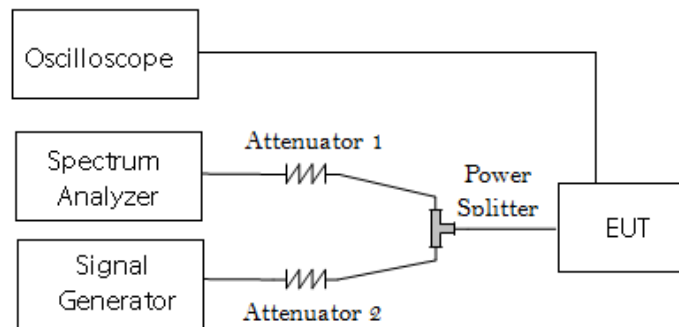 Oscilloscope
Attenuator 1
Spectrum
Analyzer
Power
Splitter
EUT
Signal
Generator
Attenuator 2